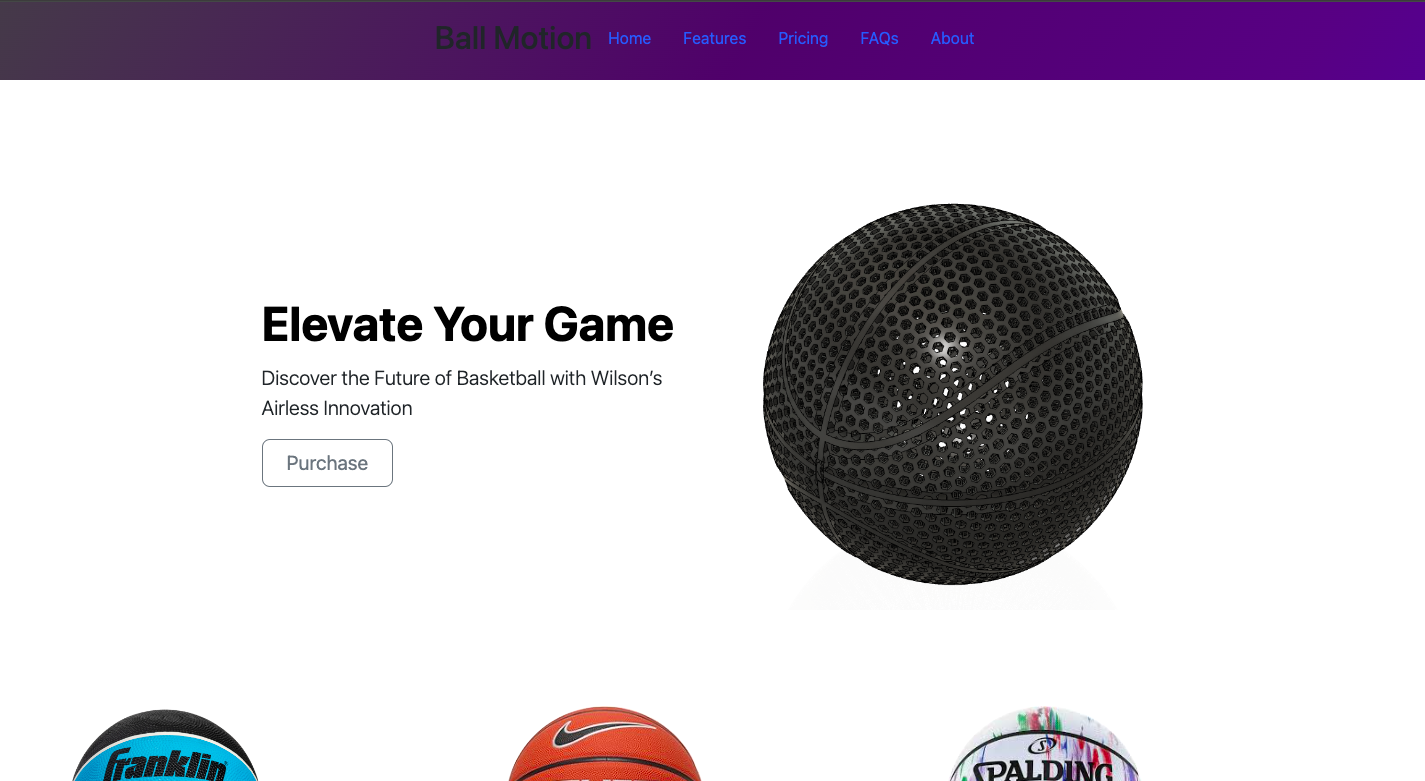 Ball Motion Home Features Pricing FAQs About
Elevate Your Game
Discover the Future of Basketball with Wilson’s
Airless Innovation
Purchase
Franklin
SPALDING